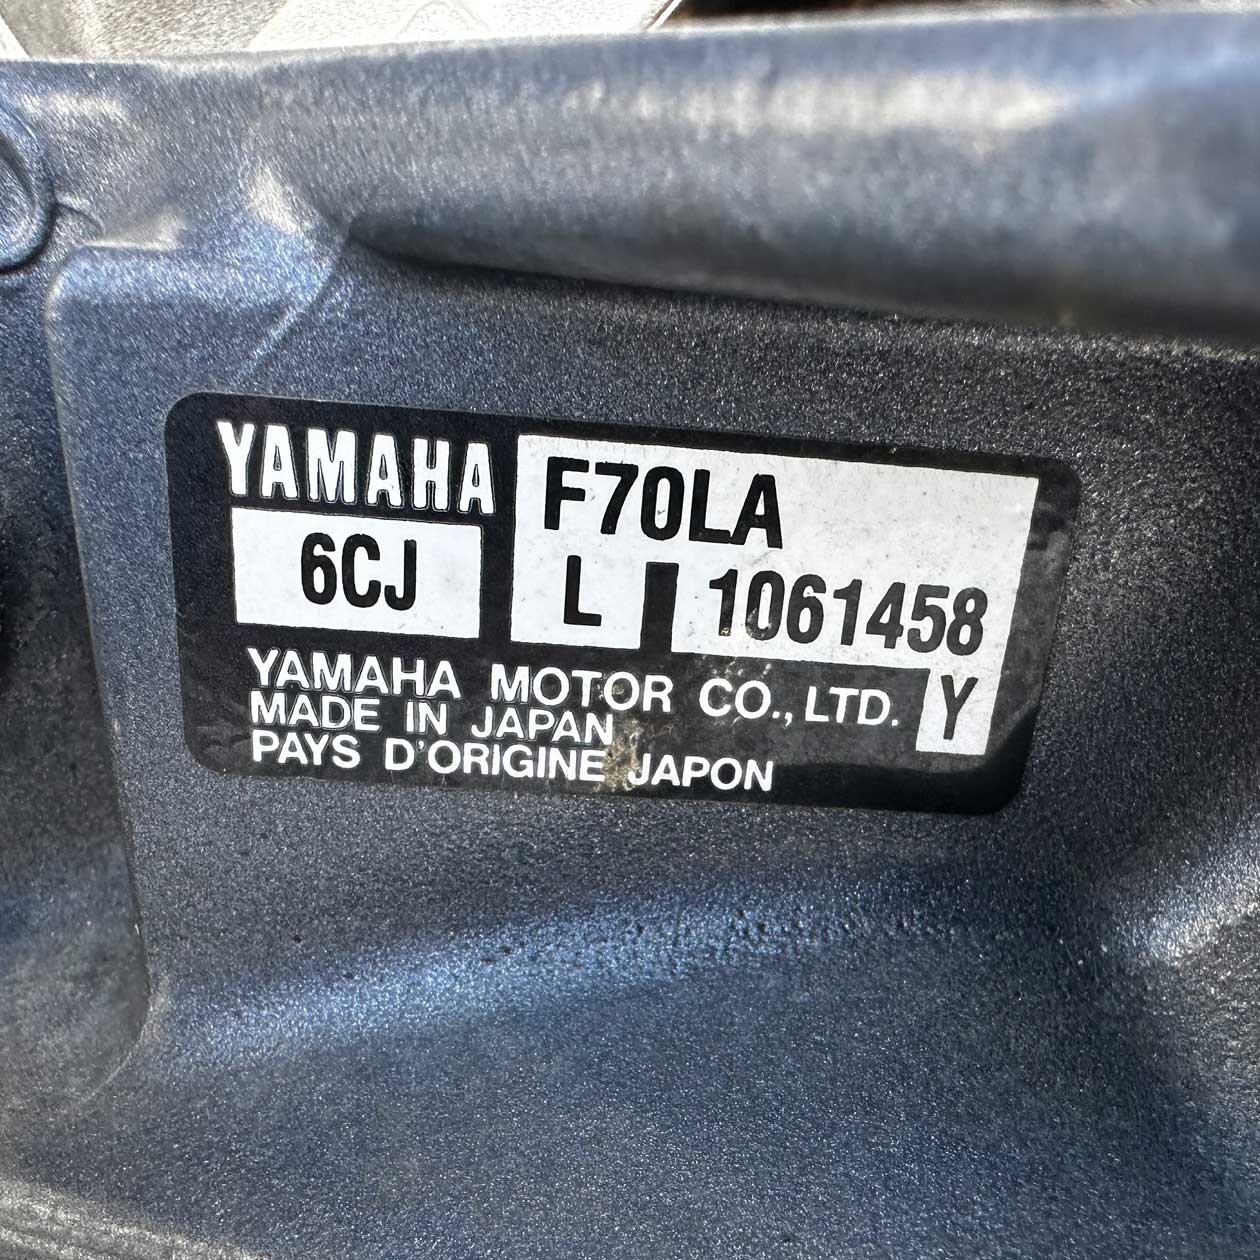 YAMAHA
F70LA
6CJ
L 1061458
YAMAHA MOTOR CO., LTD.
Y
MADE IN JAPAN
PAYS D'ORIGINE JAPON